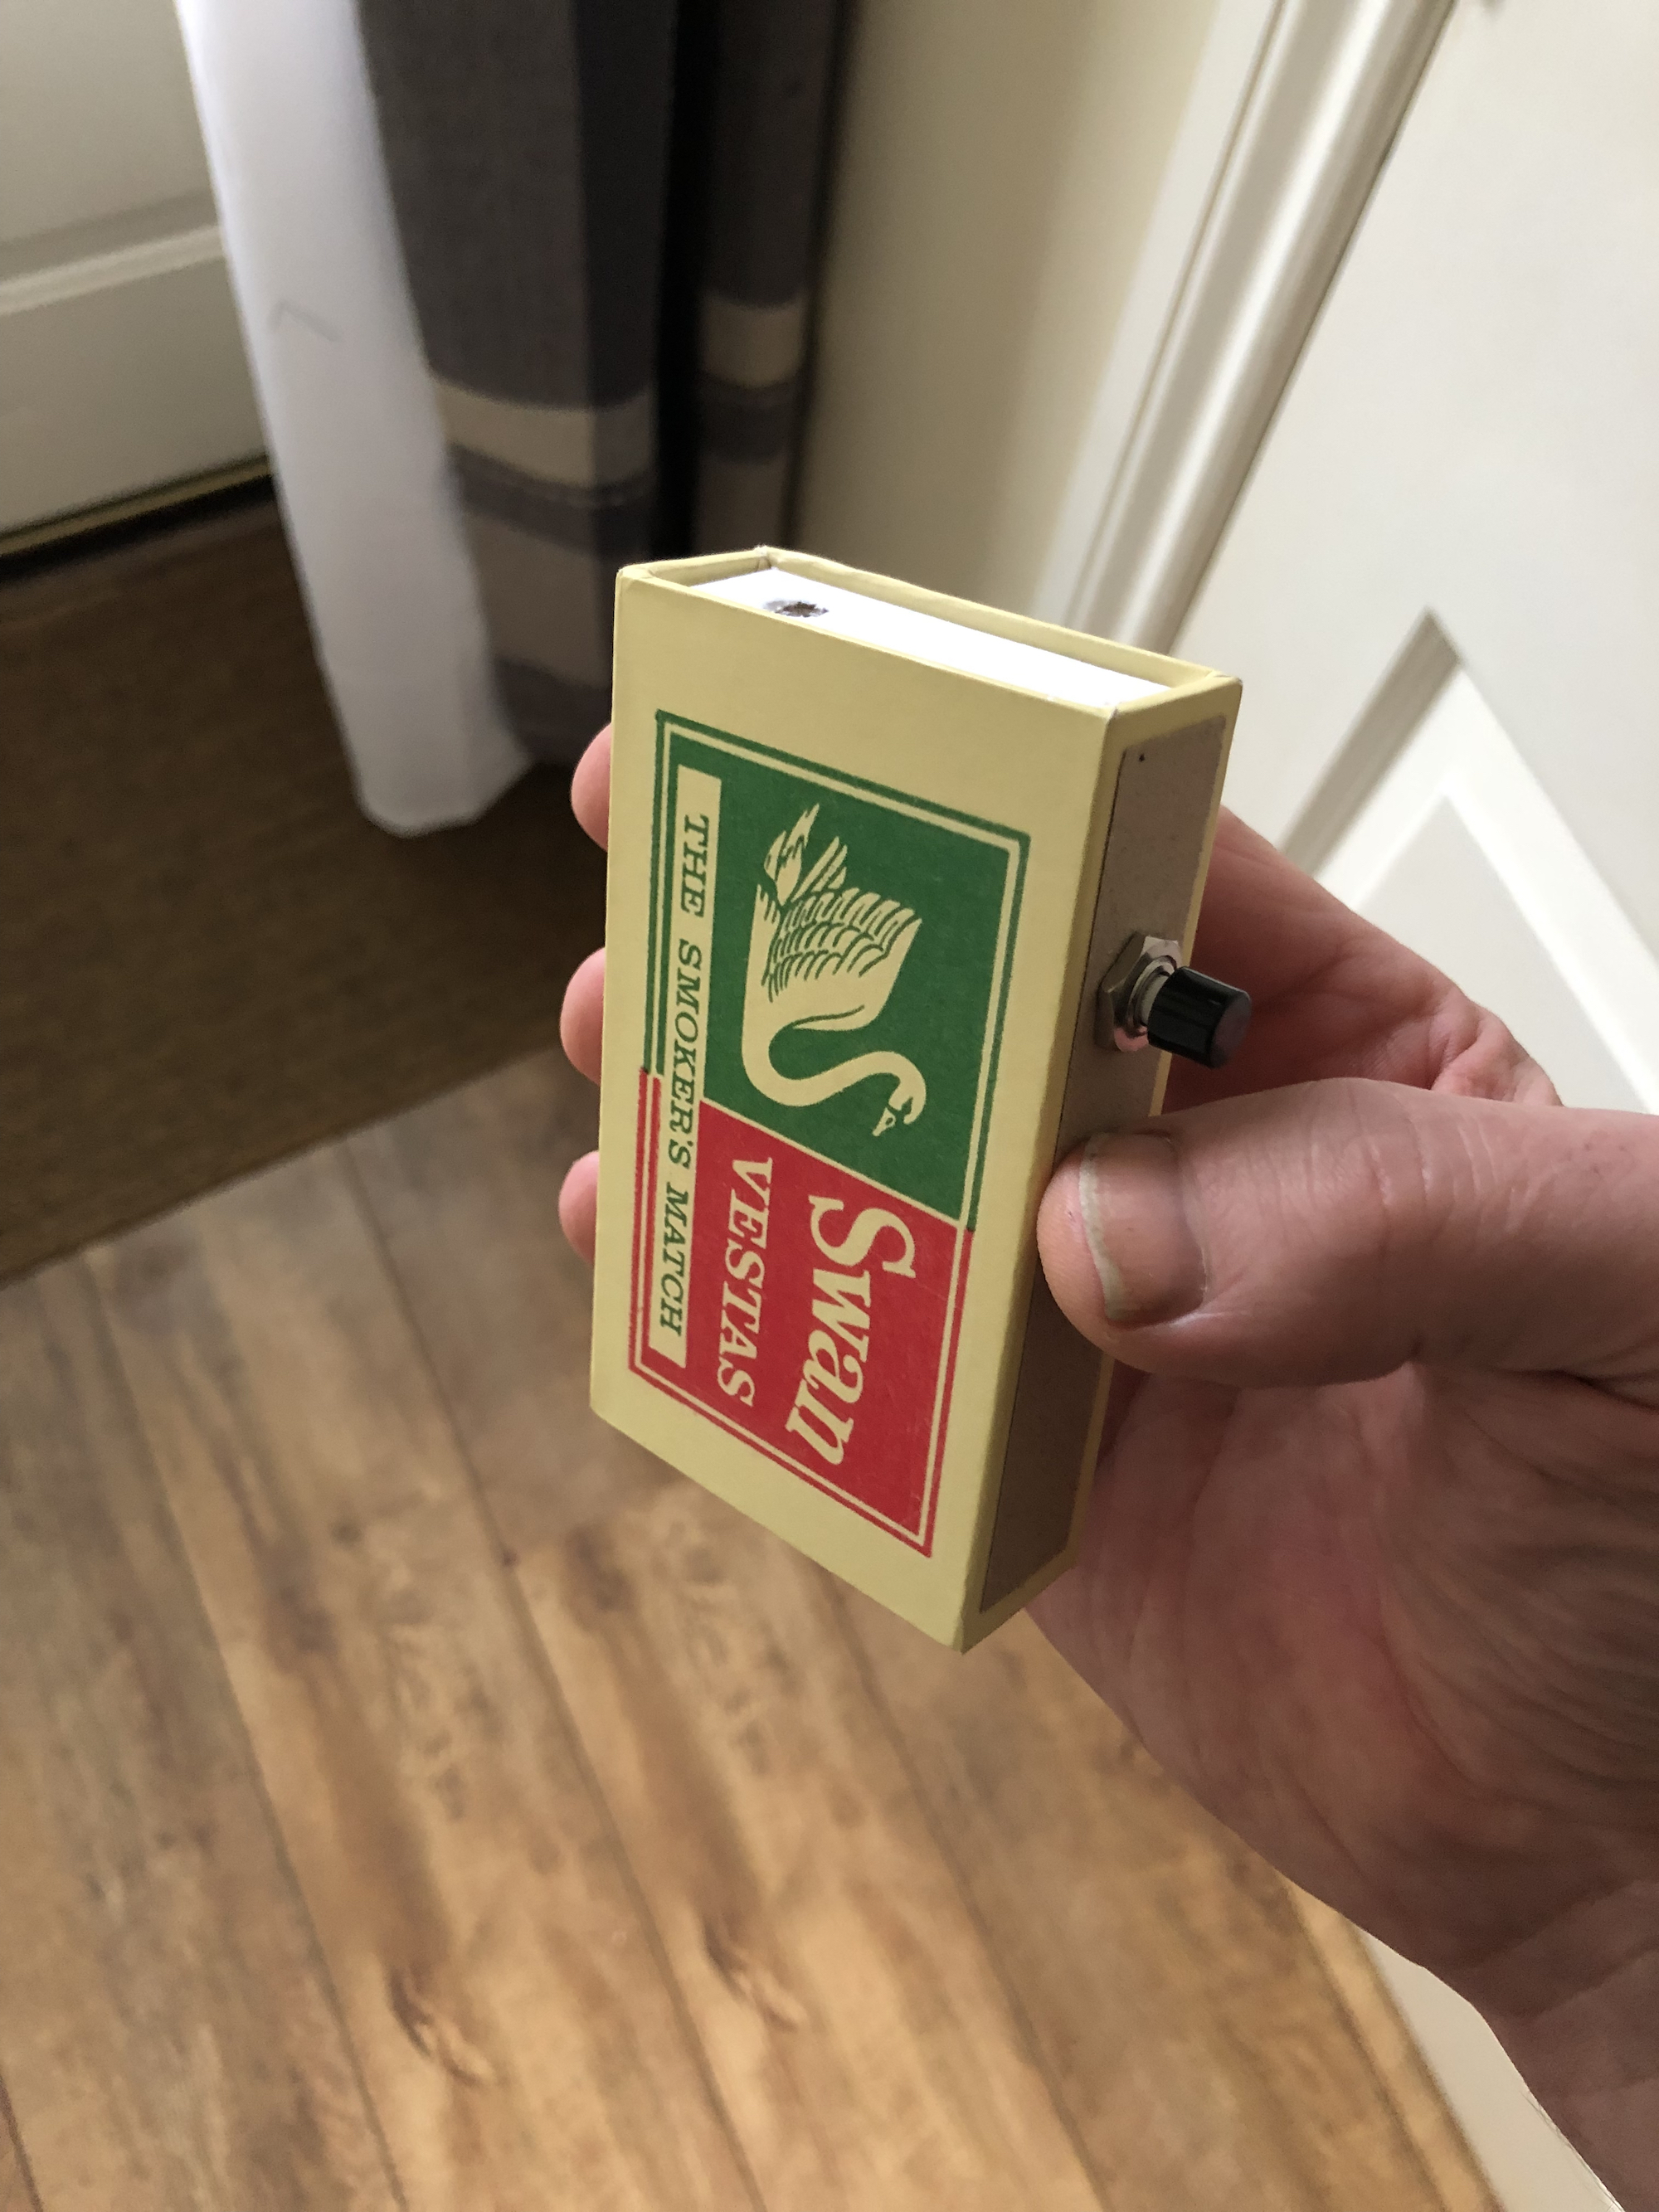 Swan
VESTAS
THE SMOKER'S MATCH